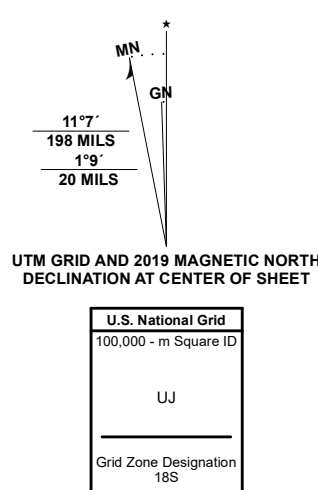 ★
MN
GN
11°7´
198 MILS
1°9´
20 MILS
UTM GRID AND 2019 MAGNETIC NORTH
DECLINATION AT CENTER OF SHEET
U.S. National Grid
100,000 - m Square ID
UJ
Grid Zone Designation
18S